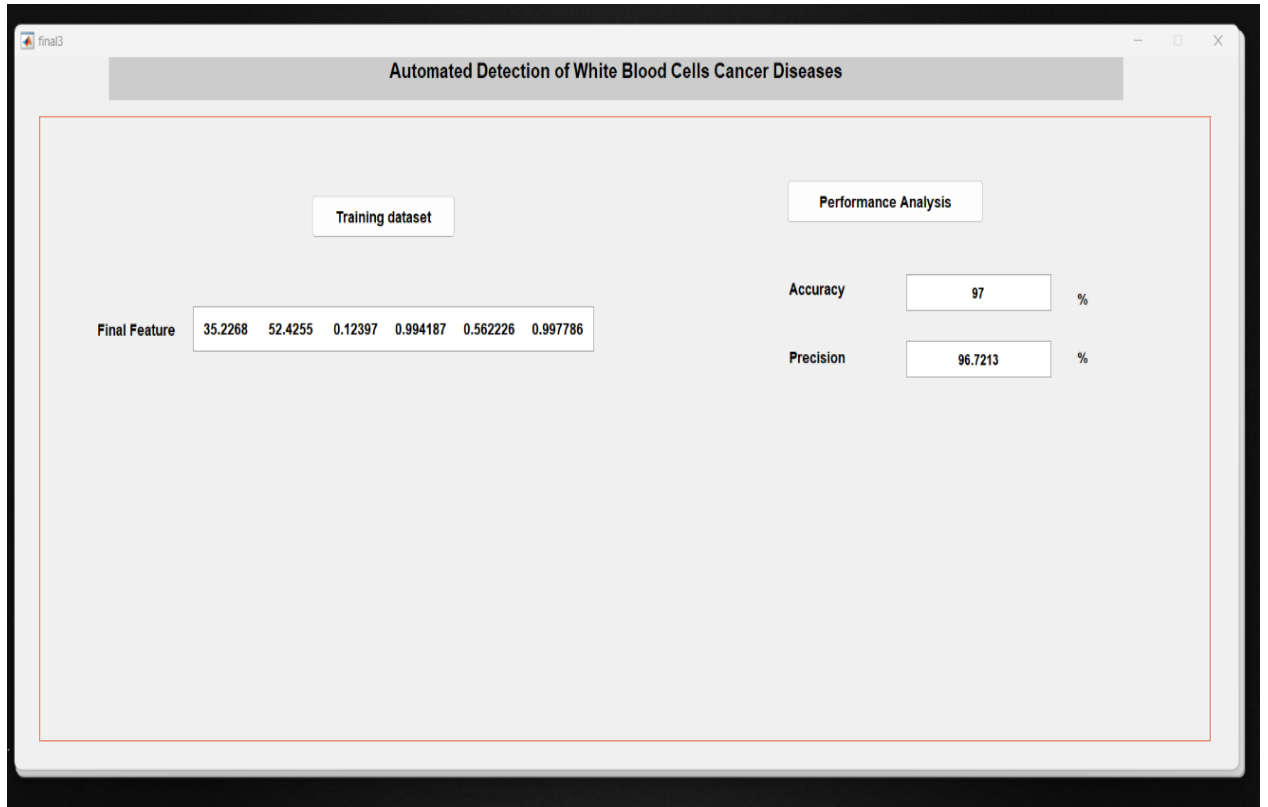 final3
Automated Detection of White Blood Cells Cancer Diseases
Training dataset
Performance Analysis
Final Feature 35.2268 52.4255 0.12397 0.994187 0.562226 0.997786
Accuracy 97 %
Precision 96.7213 %